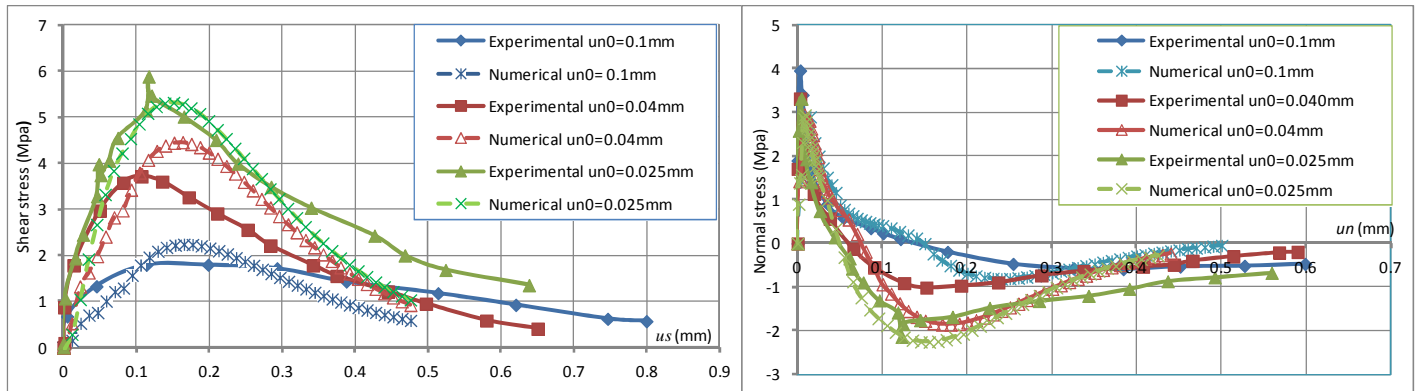 Shear stress (Mpa)
7
6
5
4
3
2
1
0
0
0.1
0.2
0.3
0.4
0.5
0.6
0.7
0.8
0.9
us (mm)
Experimental un0=0.1mm
Numerical un0= 0.1mm
Experimental un0=0.04mm
Numerical un0=0.04mm
Experimental un0=0.025mm
Numerical un0=0.025mm
Normal stress (Mpa)
5
4
3
2
1
0
-1
-2
-3
0
0.1
0.2
0.3
0.4
0.5
0.6
0.7
un (mm)
Experimental un0=0.1mm
Numerical un0=0.1mm
Experimental un0=0.040mm
Numerical un0=0.04mm
Expeirmental un0=0.025mm
Numerical un0=0.025mm